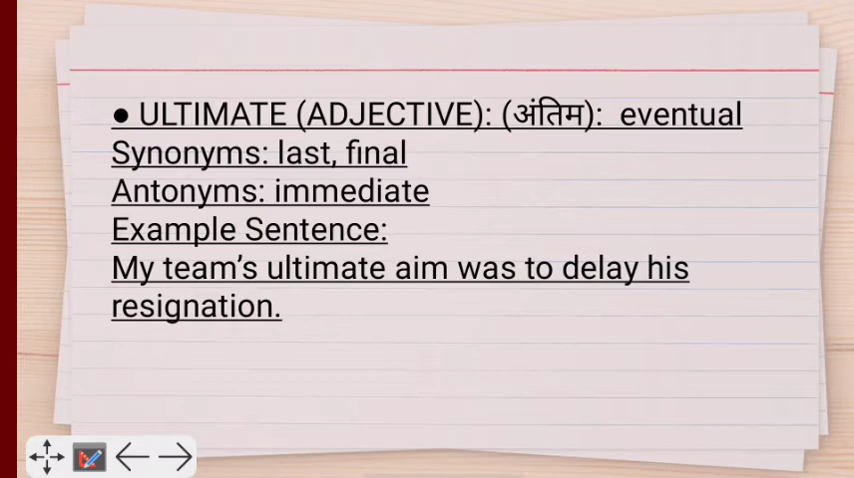 ● ULTIMATE (ADJECTIVE): (अंतिम):  eventual
Synonyms: last, final
Antonyms: immediate
Example Sentence:
My team’s ultimate aim was to delay his
resignation.